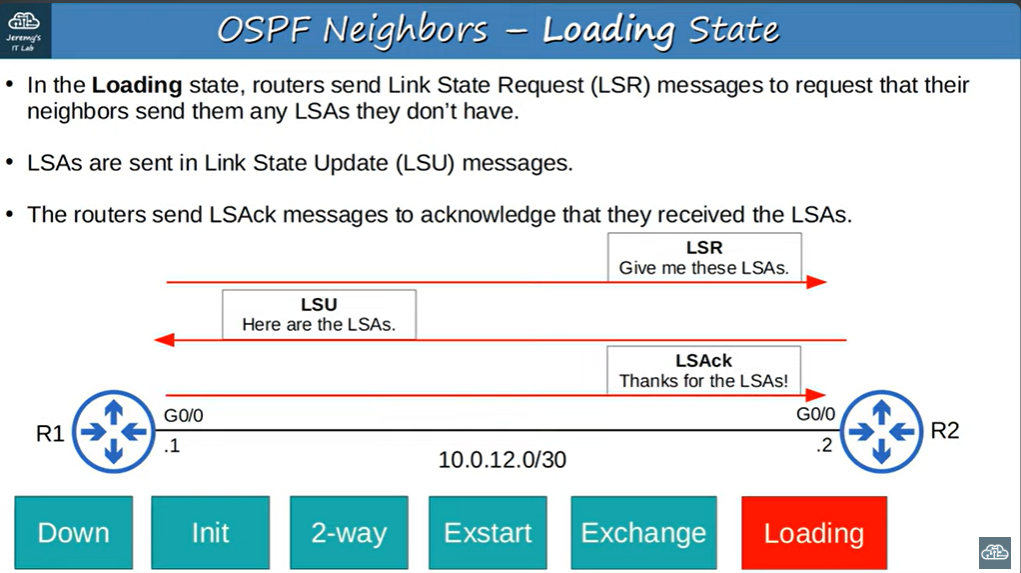 Jeremy's
IT Lab
OSPF Neighbors – Loading State
• In the Loading state, routers send Link State Request (LSR) messages to request that their
neighbors send them any LSAs they don't have.
• LSAs are sent in Link State Update (LSU) messages.
• The routers send LSAck messages to acknowledge that they received the LSAs.
LSR
Give me these LSAs.
LSU
Here are the LSAs.
LSAck
Thanks for the LSAs!
R1
G0/0
.1
10.0.12.0/30
G0/0
.2
R2
Down
Init
2-way
Exstart
Exchange
Loading